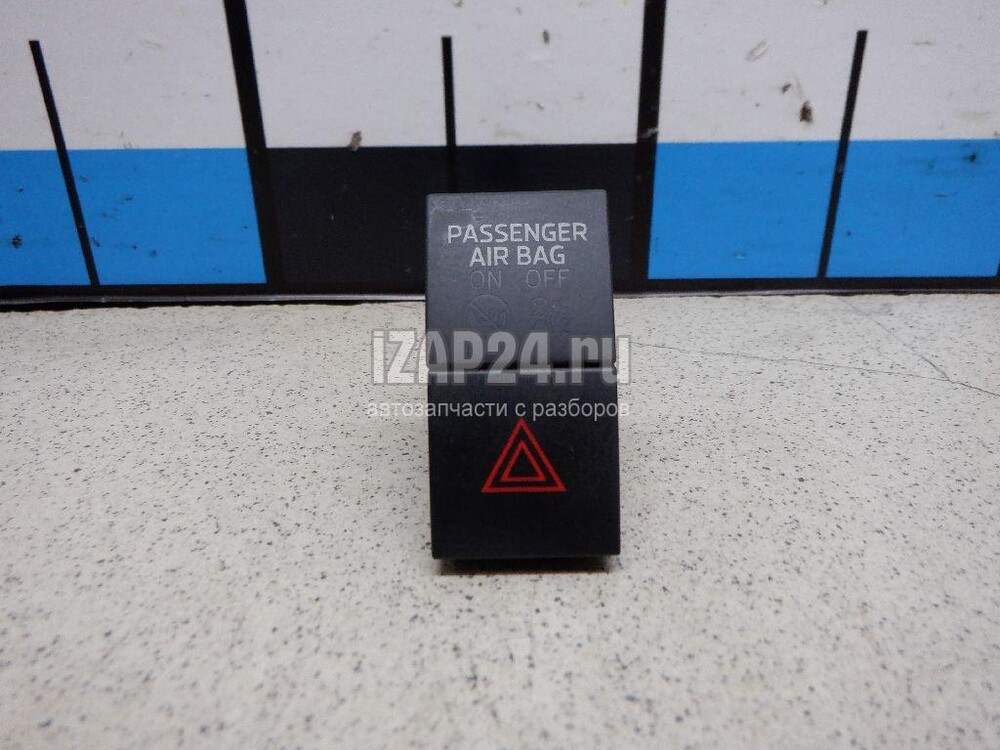 PASSENGER
AIR BAG
ON OFF
iZAP24.ru
автозапчасти с разборов